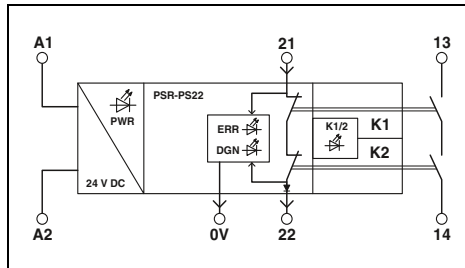 A1
21
13
PSR-PS22
PWR
ERR
DGN
K1/2
K1
K2
24 V DC
A2
0V
22
14